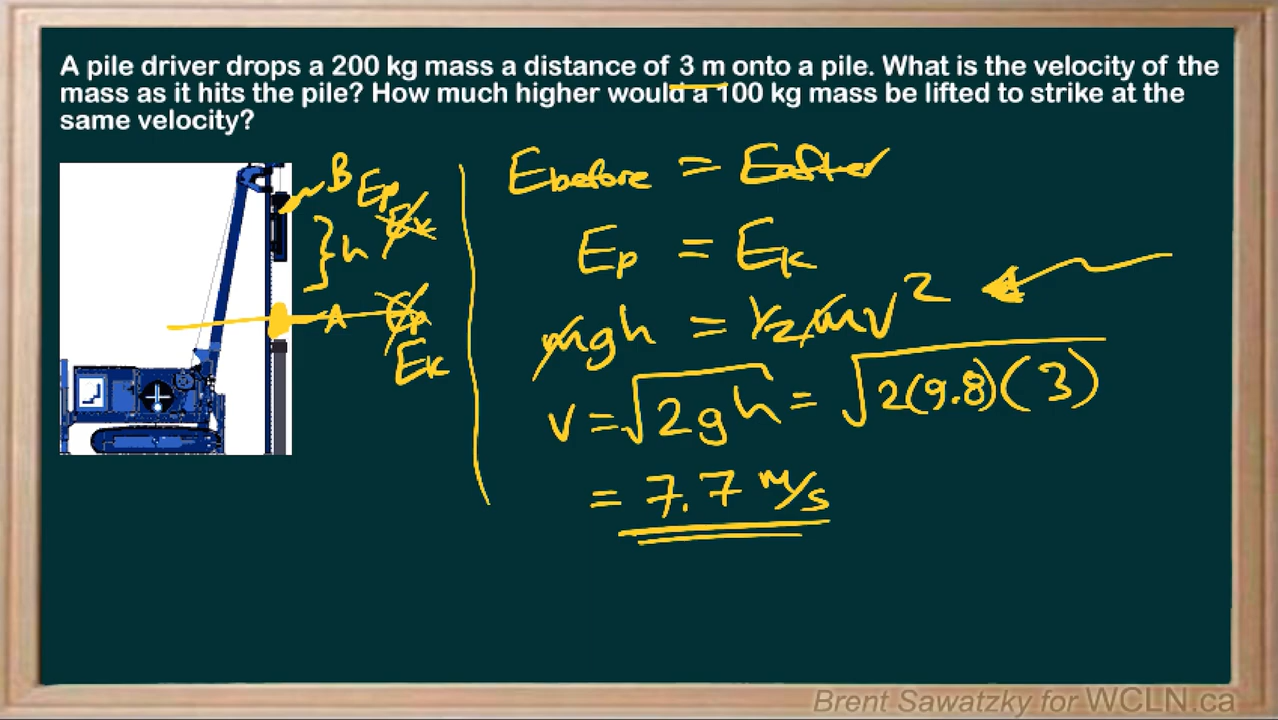 A pile driver drops a 200 kg mass a distance of 3 m onto a pile. What is the velocity of the
mass as it hits the pile? How much higher would a 100 kg mass be lifted to strike at the
same velocity?
B Ep
Ek
h
A Ep
Ek
Ebefore = Eafter
Ep = Ek
mgh = 1/2 mv²
v = √2gh = √2(9.8)(3)
= 7.7 m/s
Brent Sawatzky for WCLN.ca